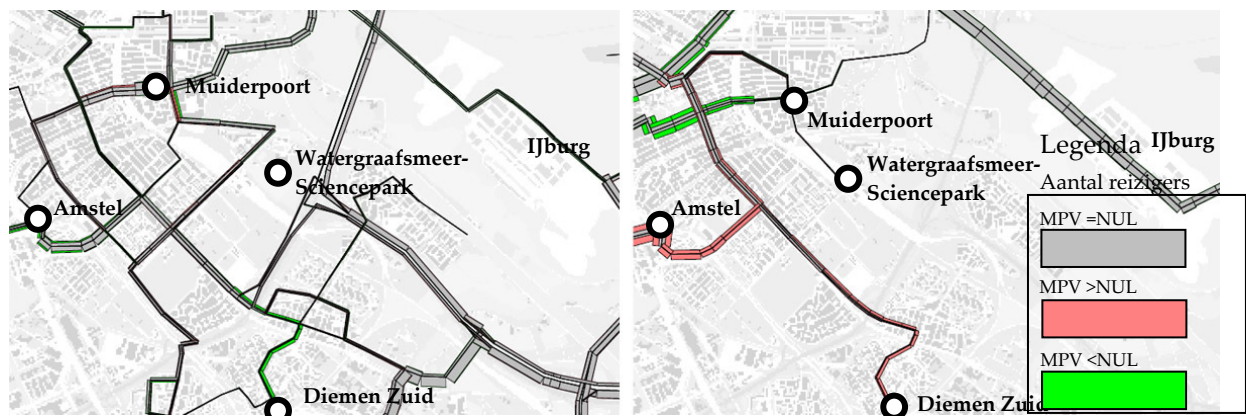 Muiderpoort
IJburg
Watergraafsmeer-
Sciencepark
Amstel
Diemen Zuid
Muiderpoort
IJburg
Watergraafsmeer-
Sciencepark
Amstel
Diemen Zuid
Legenda
Aantal reizigers
MPV =NUL
MPV >NUL
MPV <NUL